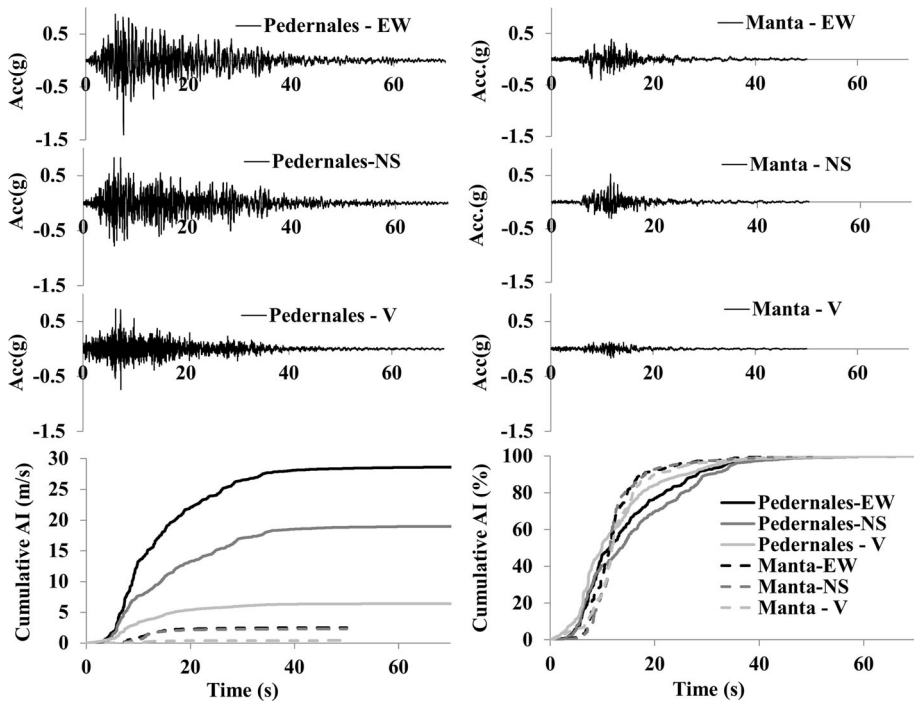 Pedernales - EW
Acc(g)
0.5
-0.5
-1.5
0 20 40 60
Manta - EW
Acc.(g)
0.5
-0.5
-1.5
0 20 40 60
Pedernales-NS
Acc(g)
0.5
-0.5
-1.5
0 20 40 60
Manta - NS
Acc.(g)
0.5
-0.5
-1.5
0 20 40 60
Pedernales - V
Acc(g)
0.5
-0.5
-1.5
0 20 40 60
Manta - V
Acc.(g)
0.5
-0.5
-1.5
0 20 40 60
Cumulative AI (m/s)
30
25
20
15
10
5
0
0 20 40 60
Time (s)
Cumulative AI (%)
100
80
60
40
20
0
Pedernales-EW
Pedernales-NS
Pedernales - V
Manta-EW
Manta-NS
Manta - V
0 20 40 60
Time (s)